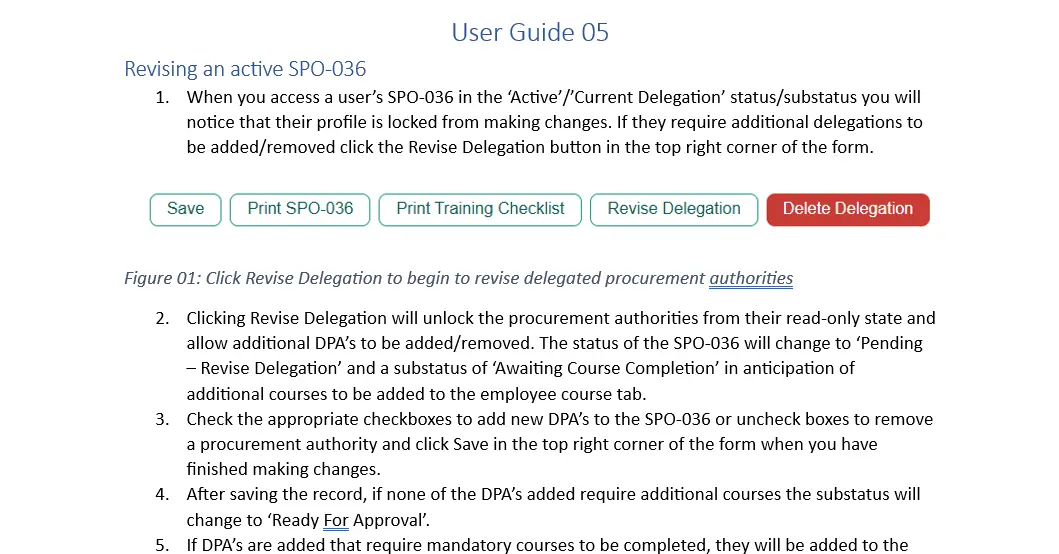 User Guide 05
Revising an active SPO-036
1. When you access a user’s SPO-036 in the ‘Active’/’Current Delegation’ status/substatus you will
notice that their profile is locked from making changes. If they require additional delegations to
be added/removed click the Revise Delegation button in the top right corner of the form.
Save Print SPO-036 Print Training Checklist Revise Delegation Delete Delegation
Figure 01: Click Revise Delegation to begin to revise delegated procurement authorities
2. Clicking Revise Delegation will unlock the procurement authorities from their read-only state and
allow additional DPA’s to be added/removed. The status of the SPO-036 will change to ‘Pending
– Revise Delegation’ and a substatus of ‘Awaiting Course Completion’ in anticipation of
additional courses to be added to the employee course tab.
3. Check the appropriate checkboxes to add new DPA’s to the SPO-036 or uncheck boxes to remove
a procurement authority and click Save in the top right corner of the form when you have
finished making changes.
4. After saving the record, if none of the DPA’s added require additional courses the substatus will
change to ‘Ready For Approval’.
5. If DPA’s are added that require mandatory courses to be completed, they will be added to the